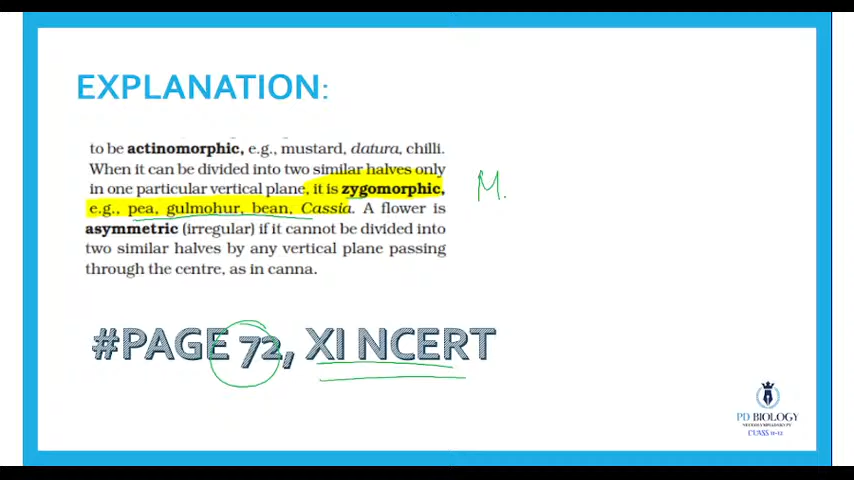 EXPLANATION:
to be actinomorphic, e.g., mustard, datura, chilli.
When it can be divided into two similar halves only
in one particular vertical plane, it is zygomorphic,
e.g., pea, gulmohur, bean, Cassia. A flower is
asymmetric (irregular) if it cannot be divided into
two similar halves by any vertical plane passing
through the centre, as in canna.
M.
#PAGE 72, XI NCERT
PD BIOLOGY
CLASS 11-12